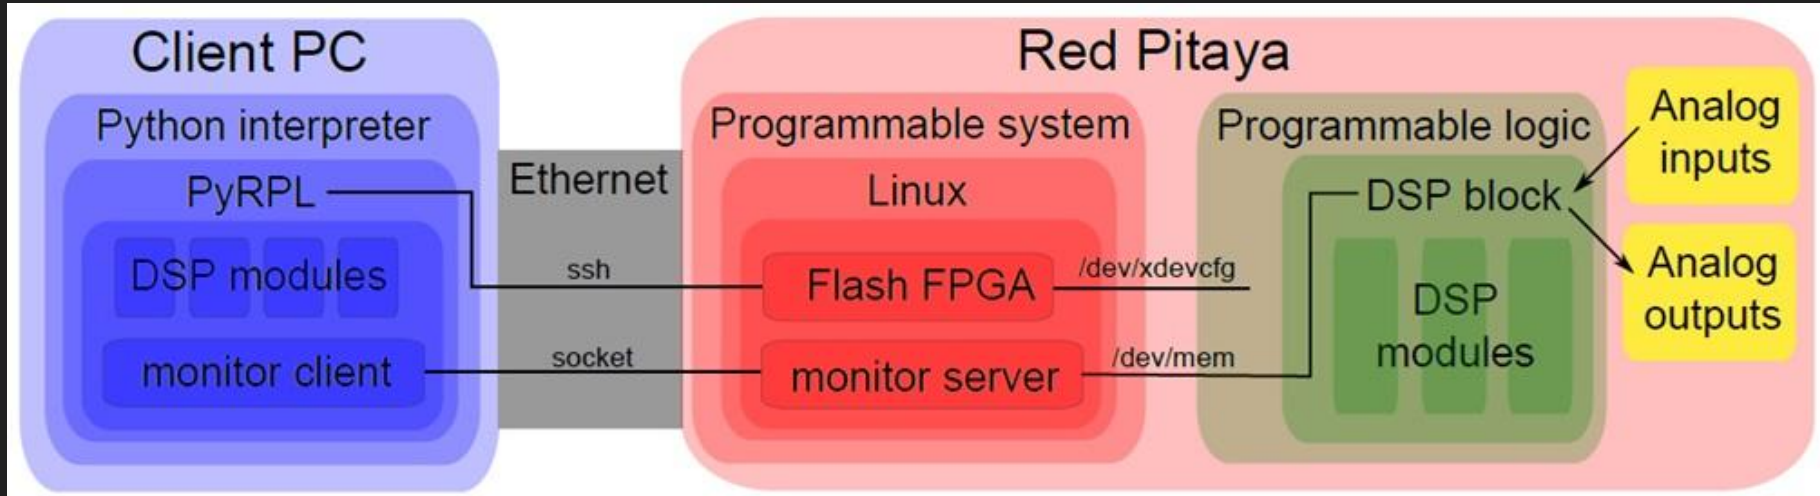 Client PC
Python interpreter
PyRPL
DSP modules
monitor client
Ethernet
ssh
socket
Red Pitaya
Programmable system
Linux
Flash FPGA
monitor server
/dev/xdevcfg
/dev/mem
Programmable logic
DSP block
DSP
modules
Analog
inputs
Analog
outputs